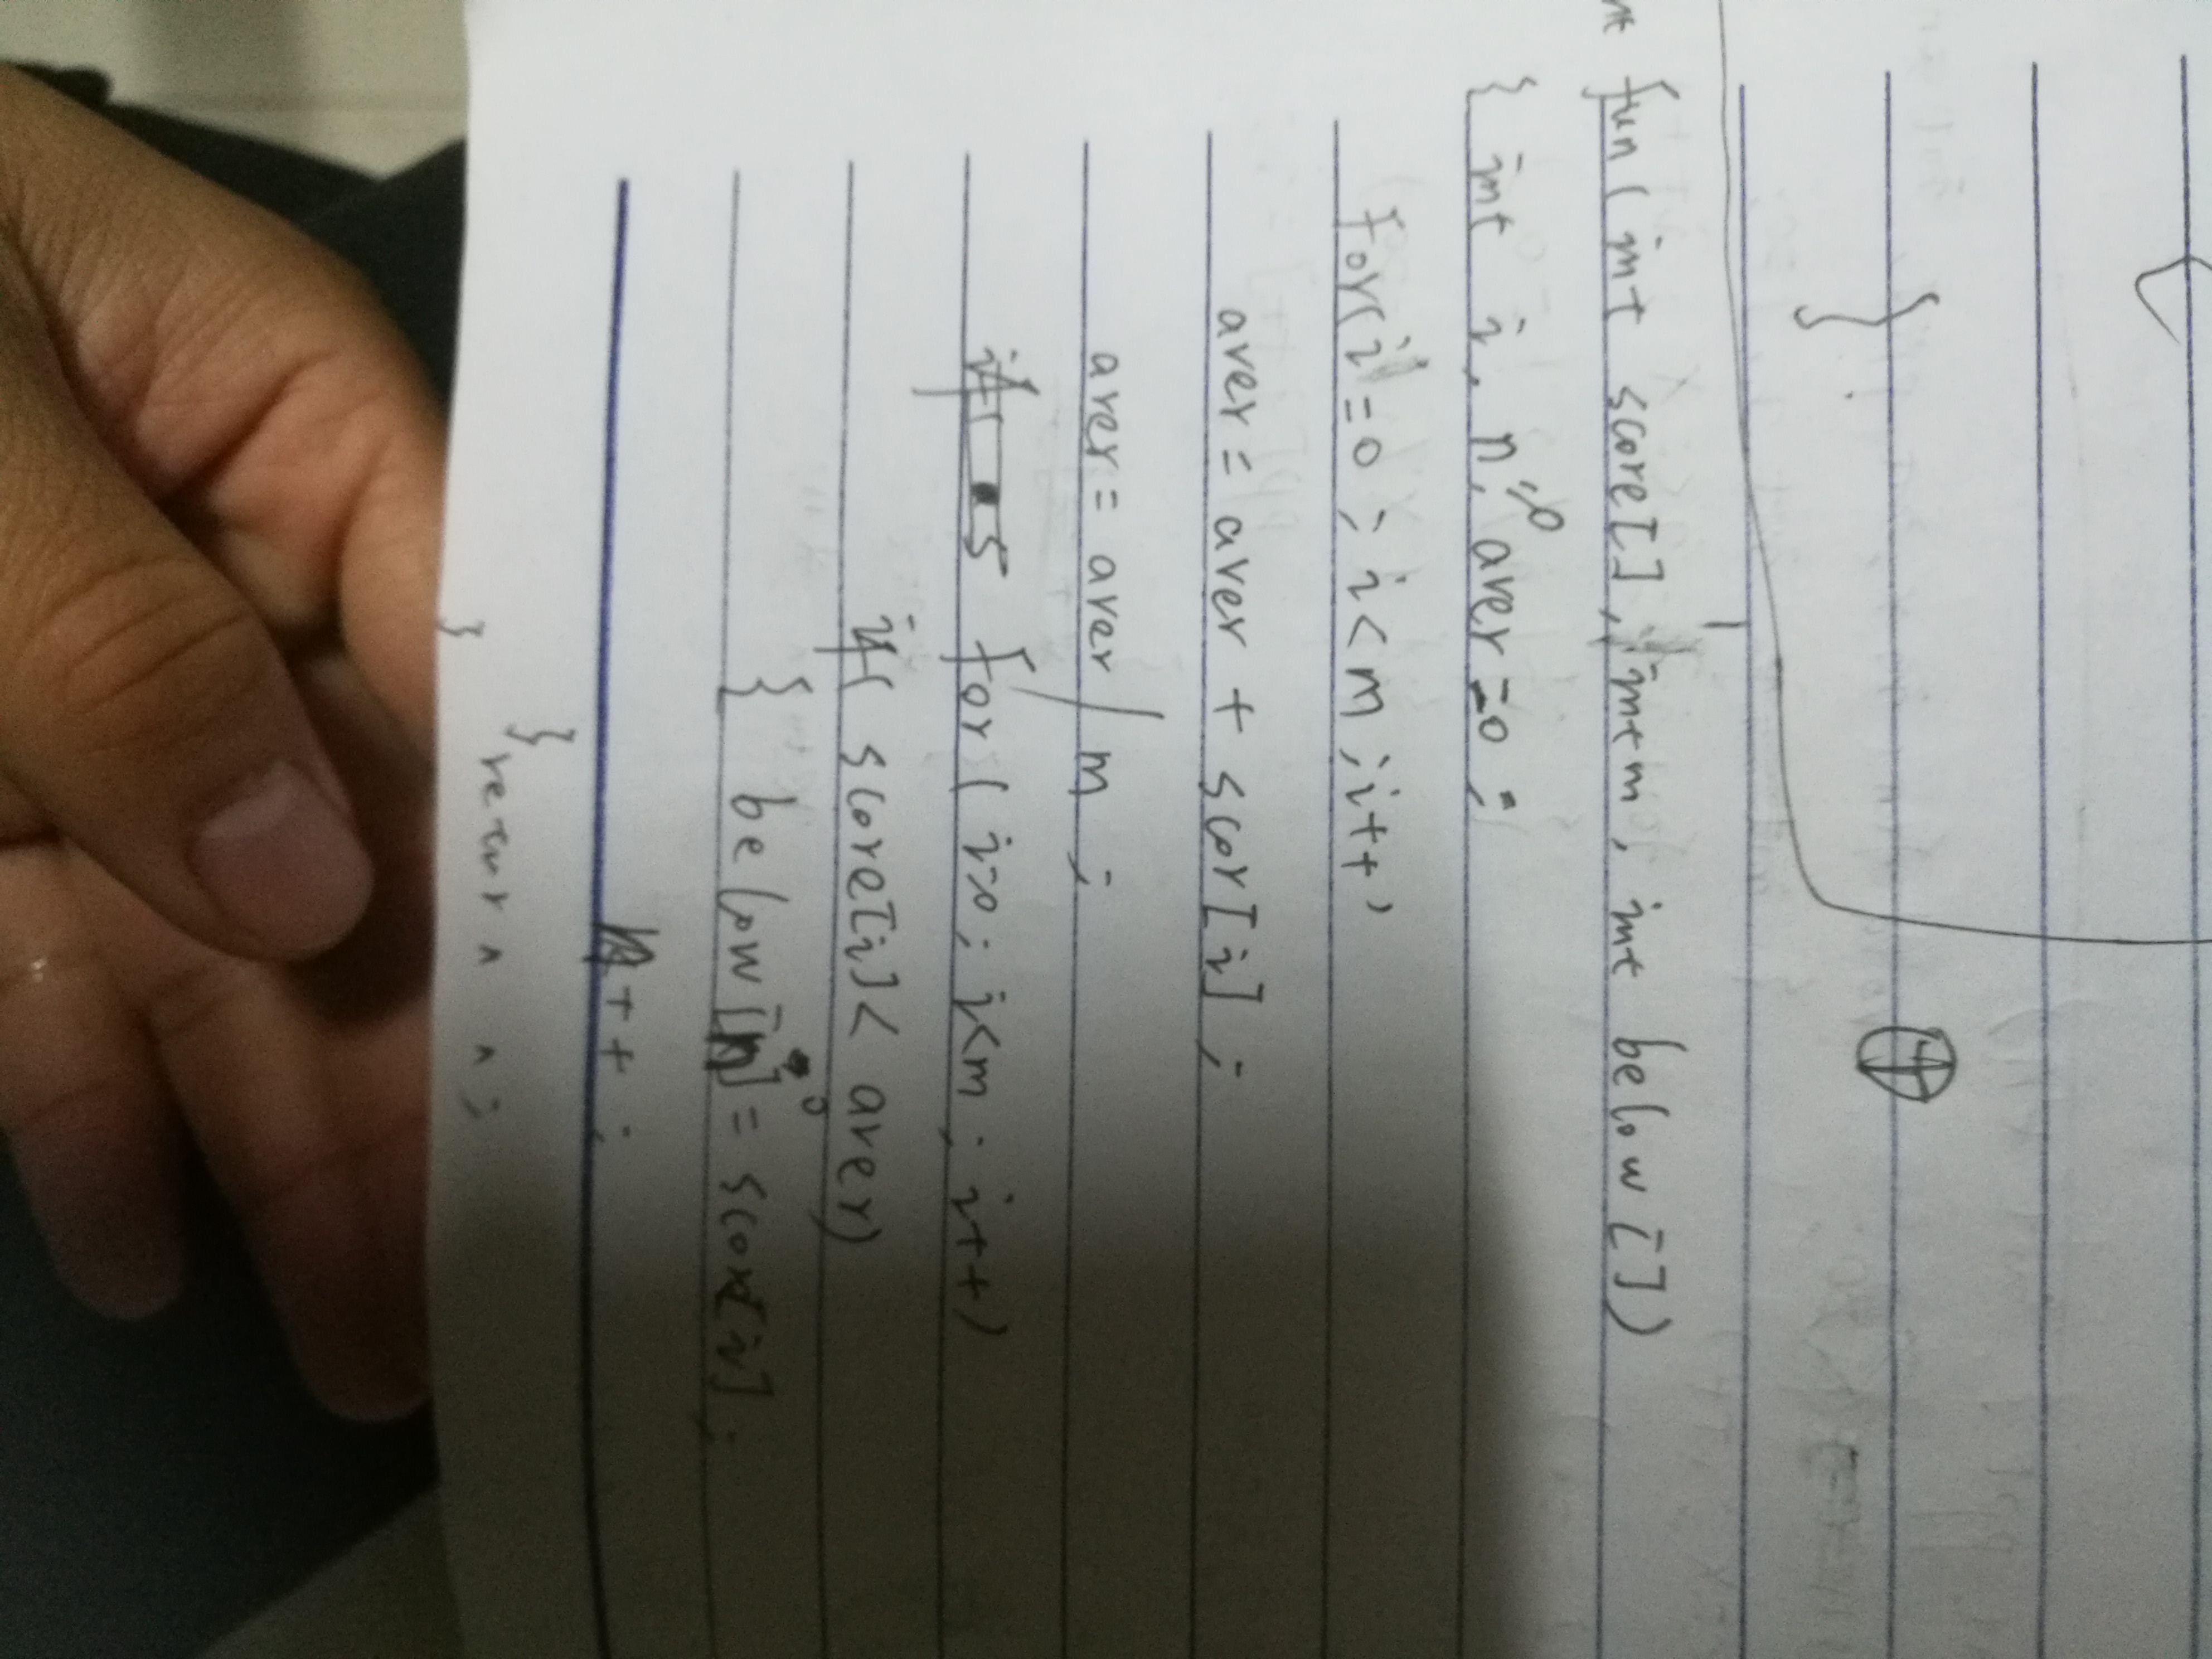 }
④
nt fun(int score[], int m, int below[])
{ int i, n=0, aver=0;
for(i=0; i<m; i++)
aver = aver + scor[i];
aver = aver / m;
for(i=0; i<m; i++)
if(score[i]< aver)
{ below[n] = score[i];
n++;
}
return n;
}